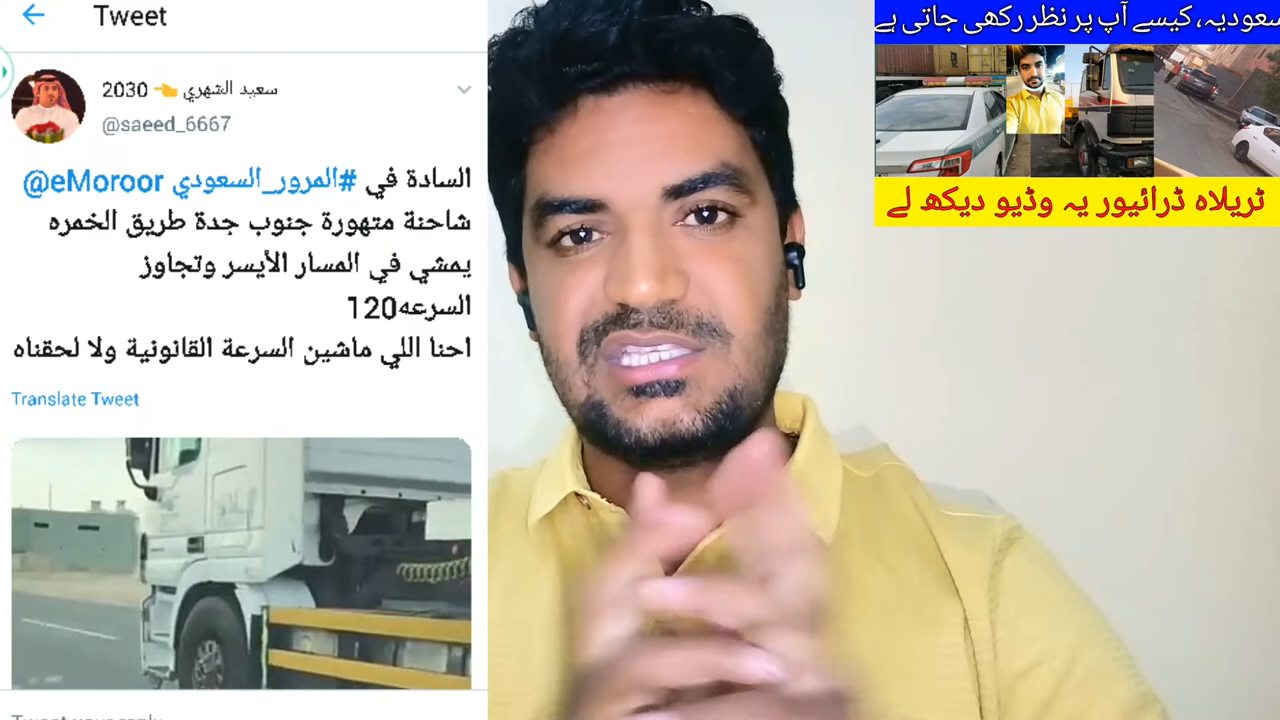 Tweet
سعيد الشهري 👈 2030
@saeed_6667
السادة في #المرور_السعودي @eMoroor
شاحنة متهورة جنوب جدة طريق الخمره
يمشي في المسار الأيسر وتجاوز
السرعه120
احنا اللي ماشين السرعة القانونية ولا لحقناه
Translate Tweet
سعودیہ، کیسے آپ پر نظر رکھی جاتی ہے
ٹریلاہ ڈرائیور یہ وڈیو دیکھ لے